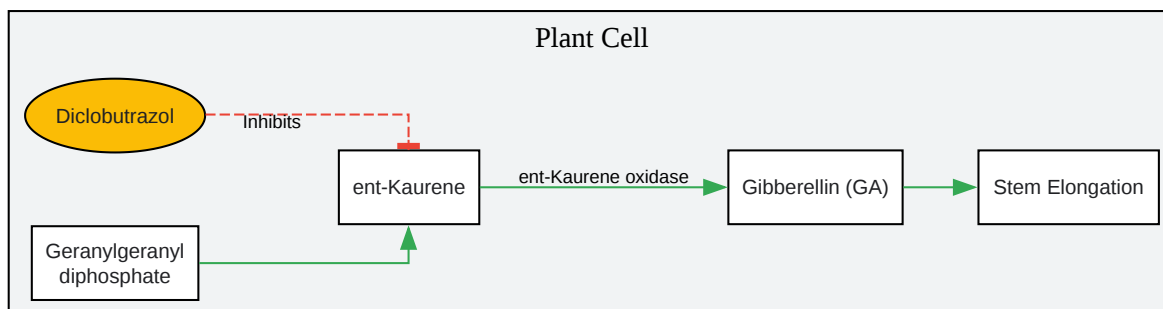 Plant Cell
Diclobutrazol
Inhibits
ent-Kaurene
ent-Kaurene oxidase
Gibberellin (GA)
Stem Elongation
Geranylgeranyl
diphosphate